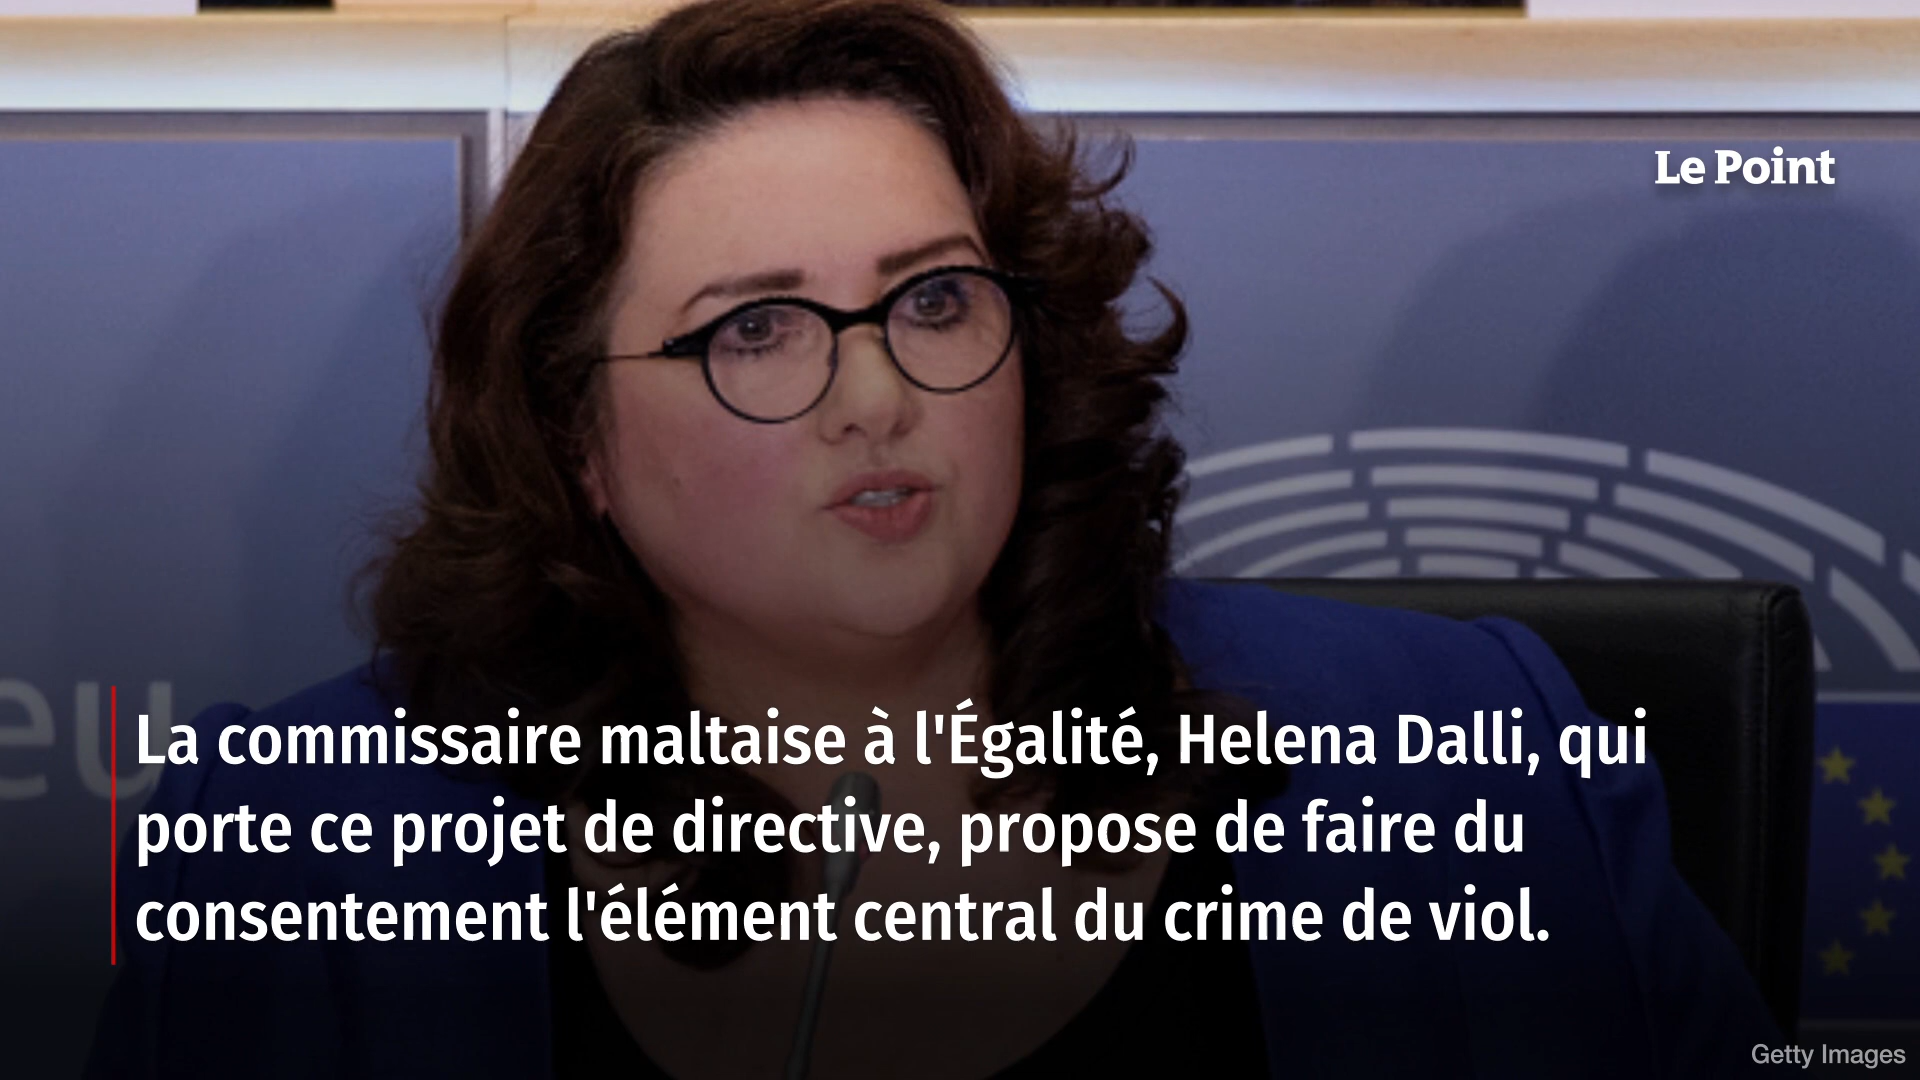 Le Point
eu
La commissaire maltaise à l'Égalité, Helena Dalli, qui
porte ce projet de directive, propose de faire du
consentement l'élément central du crime de viol.
Getty Images